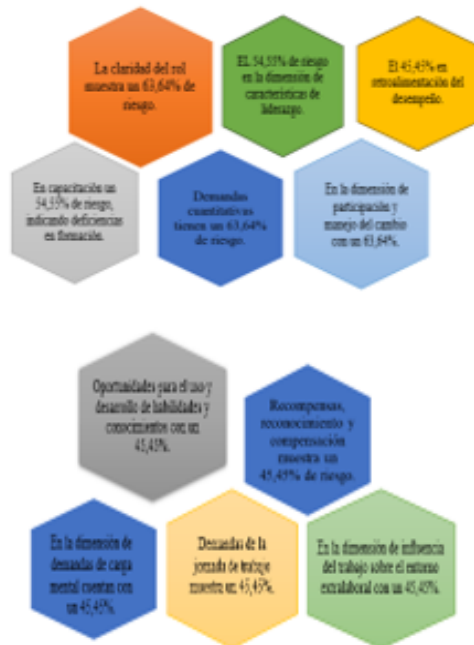 La claridad del rol
muestra un 63,64% de
riesgo.
EL 54,55% de riesgo
en la dimensión de
características de
liderazgo.
El 45,45% en
retroalimentación del
desempeño.
En capacitación un
54,55% de riesgo,
indicando deficiencias
en formación.
Demandas
cuantitativas
tienen un 63,64%
de riesgo.
En la dimensión de
participación y
manejo del cambio
con un 63,64%.
Oportunidades para el uso
y desarrollo de habilidades y
conocimientos con un
45,45%.
Recompensas,
reconocimiento y
compensación
muestra un
45,45% de riesgo.
En la dimensión de
demandas de carga
mental cuentan con
un 45,45%.
Demandas de la
jornada de trabajo
muestra un 45,45%.
En la dimensión de influencia
del trabajo sobre el entorno
extralaboral con un 45,45%.